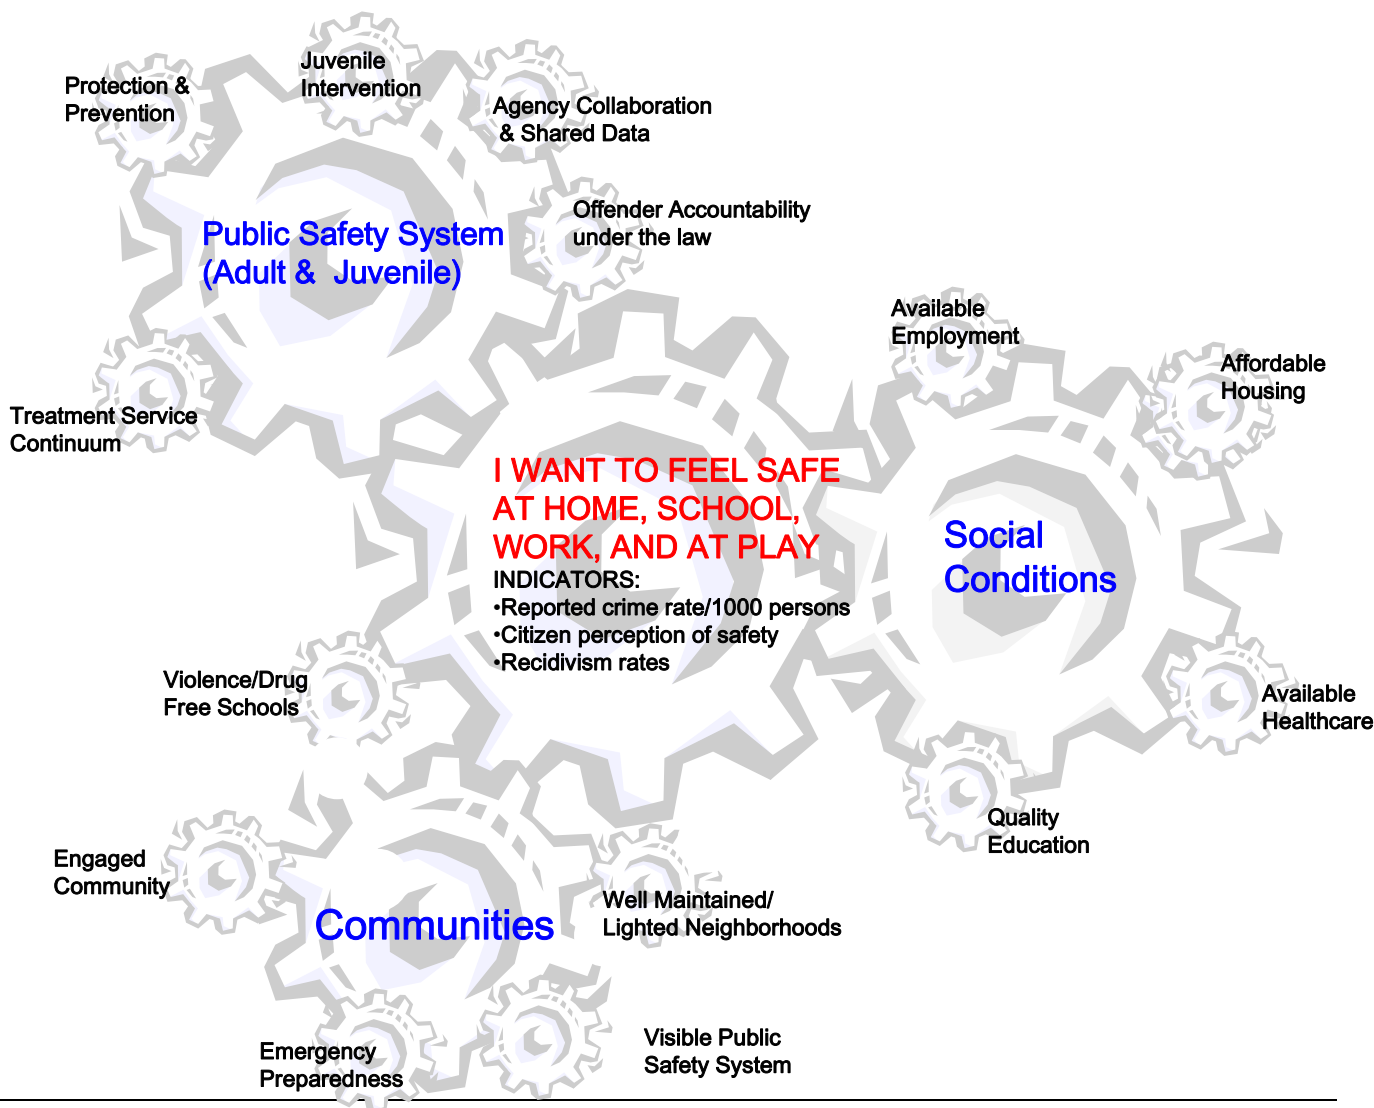 Protection &
Prevention
Juvenile
Intervention
Agency Collaboration
& Shared Data
Offender Accountability
under the law
Public Safety System
(Adult & Juvenile)
Treatment Service
Continuum
Available
Employment
Affordable
Housing
I WANT TO FEEL SAFE
AT HOME, SCHOOL,
WORK, AND AT PLAY
INDICATORS:
•Reported crime rate/1000 persons
•Citizen perception of safety
•Recidivism rates
Social
Conditions
Violence/Drug
Free Schools
Available
Healthcare
Quality
Education
Engaged
Community
Communities
Well Maintained/
Lighted Neighborhoods
Emergency
Preparedness
Visible Public
Safety System